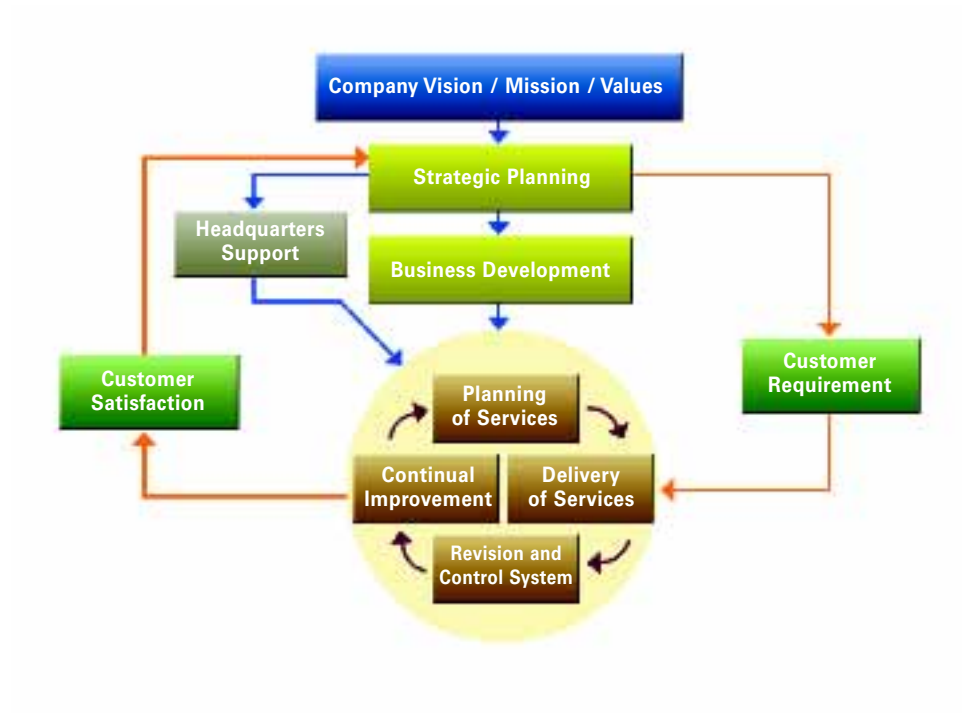 Company Vision / Mission / Values
Strategic Planning
Headquarters
Support
Business Development
Customer
Satisfaction
Customer
Requirement
Planning
of Services
Continual
Improvement
Delivery
of Services
Revision and
Control System